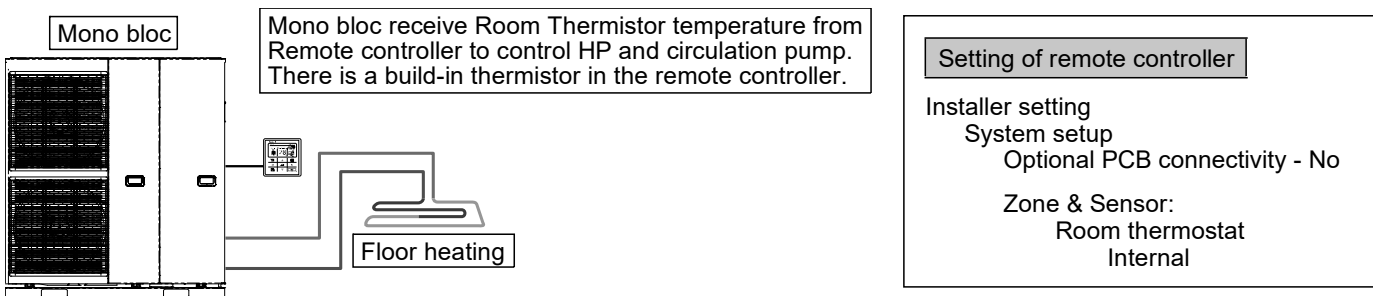 Mono bloc
Mono bloc receive Room Thermistor temperature from
Remote controller to control HP and circulation pump.
There is a build-in thermistor in the remote controller.
Floor heating
Setting of remote controller
Installer setting
System setup
Optional PCB connectivity - No
Zone & Sensor:
Room thermostat
Internal